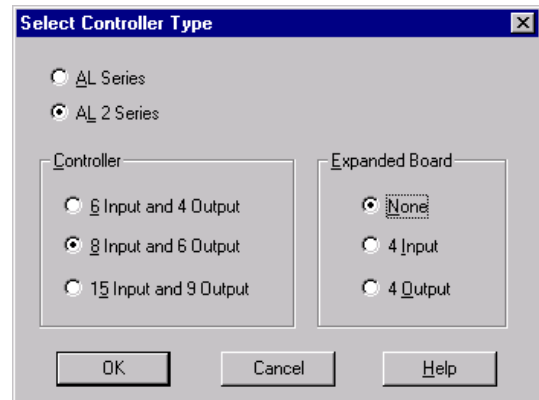 Select Controller Type
AL Series
AL 2 Series
Controller
6 Input and 4 Output
8 Input and 6 Output
15 Input and 9 Output
Expanded Board
None
4 Input
4 Output
OK
Cancel
Help